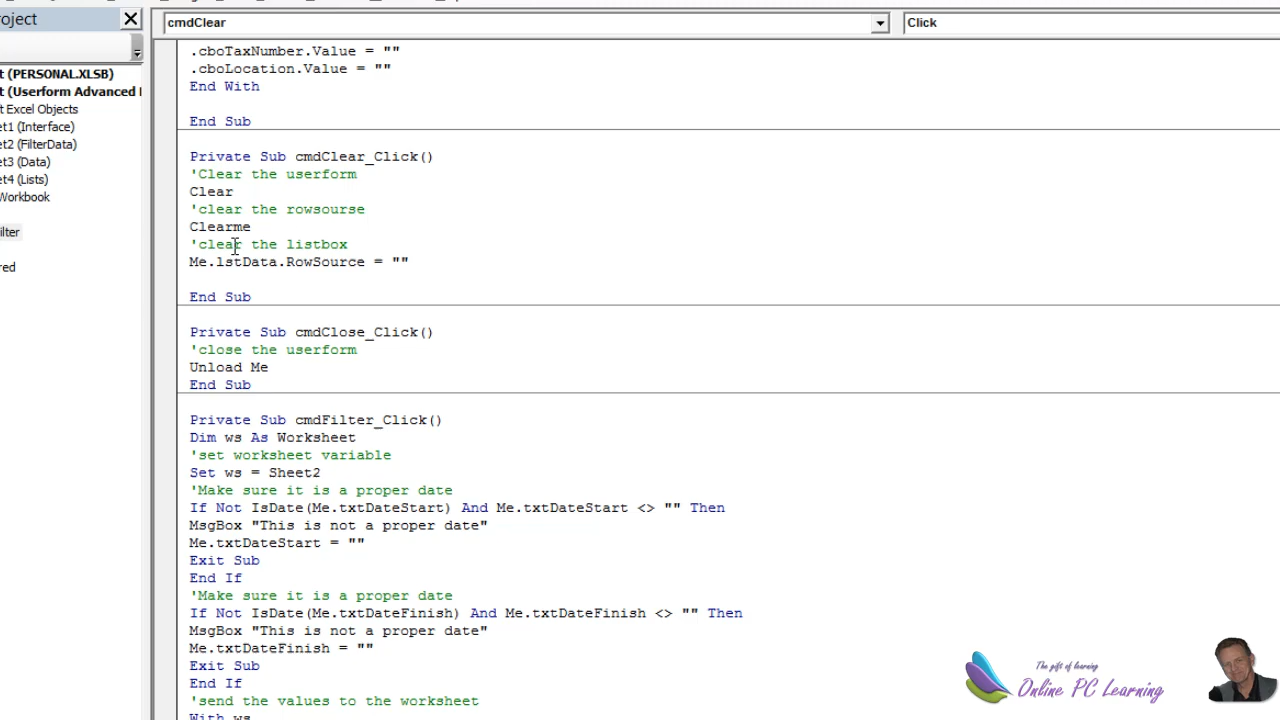 roject
cmdClear
Click
t (PERSONAL.XLSB)
t (Userform Advanced
t Excel Objects
et1 (Interface)
et2 (FilterData)
et3 (Data)
et4 (Lists)
Workbook
ilter
red
.cboTaxNumber.Value = ""
.cboLocation.Value = ""
End With
End Sub
Private Sub cmdClear_Click()
'Clear the userform
Clear
'clear the rowsourse
Clearme
'clear the listbox
Me.lstData.RowSource = ""
End Sub
Private Sub cmdClose_Click()
'close the userform
Unload Me
End Sub
Private Sub cmdFilter_Click()
Dim ws As Worksheet
'set worksheet variable
Set ws = Sheet2
'Make sure it is a proper date
If Not IsDate(Me.txtDateStart) And Me.txtDateStart <> "" Then
MsgBox "This is not a proper date"
Me.txtDateStart = ""
Exit Sub
End If
'Make sure it is a proper date
If Not IsDate(Me.txtDateFinish) And Me.txtDateFinish <> "" Then
MsgBox "This is not a proper date"
Me.txtDateFinish = ""
Exit Sub
End If
'send the values to the worksheet
With ws
The gift of learning
Online PC Learning